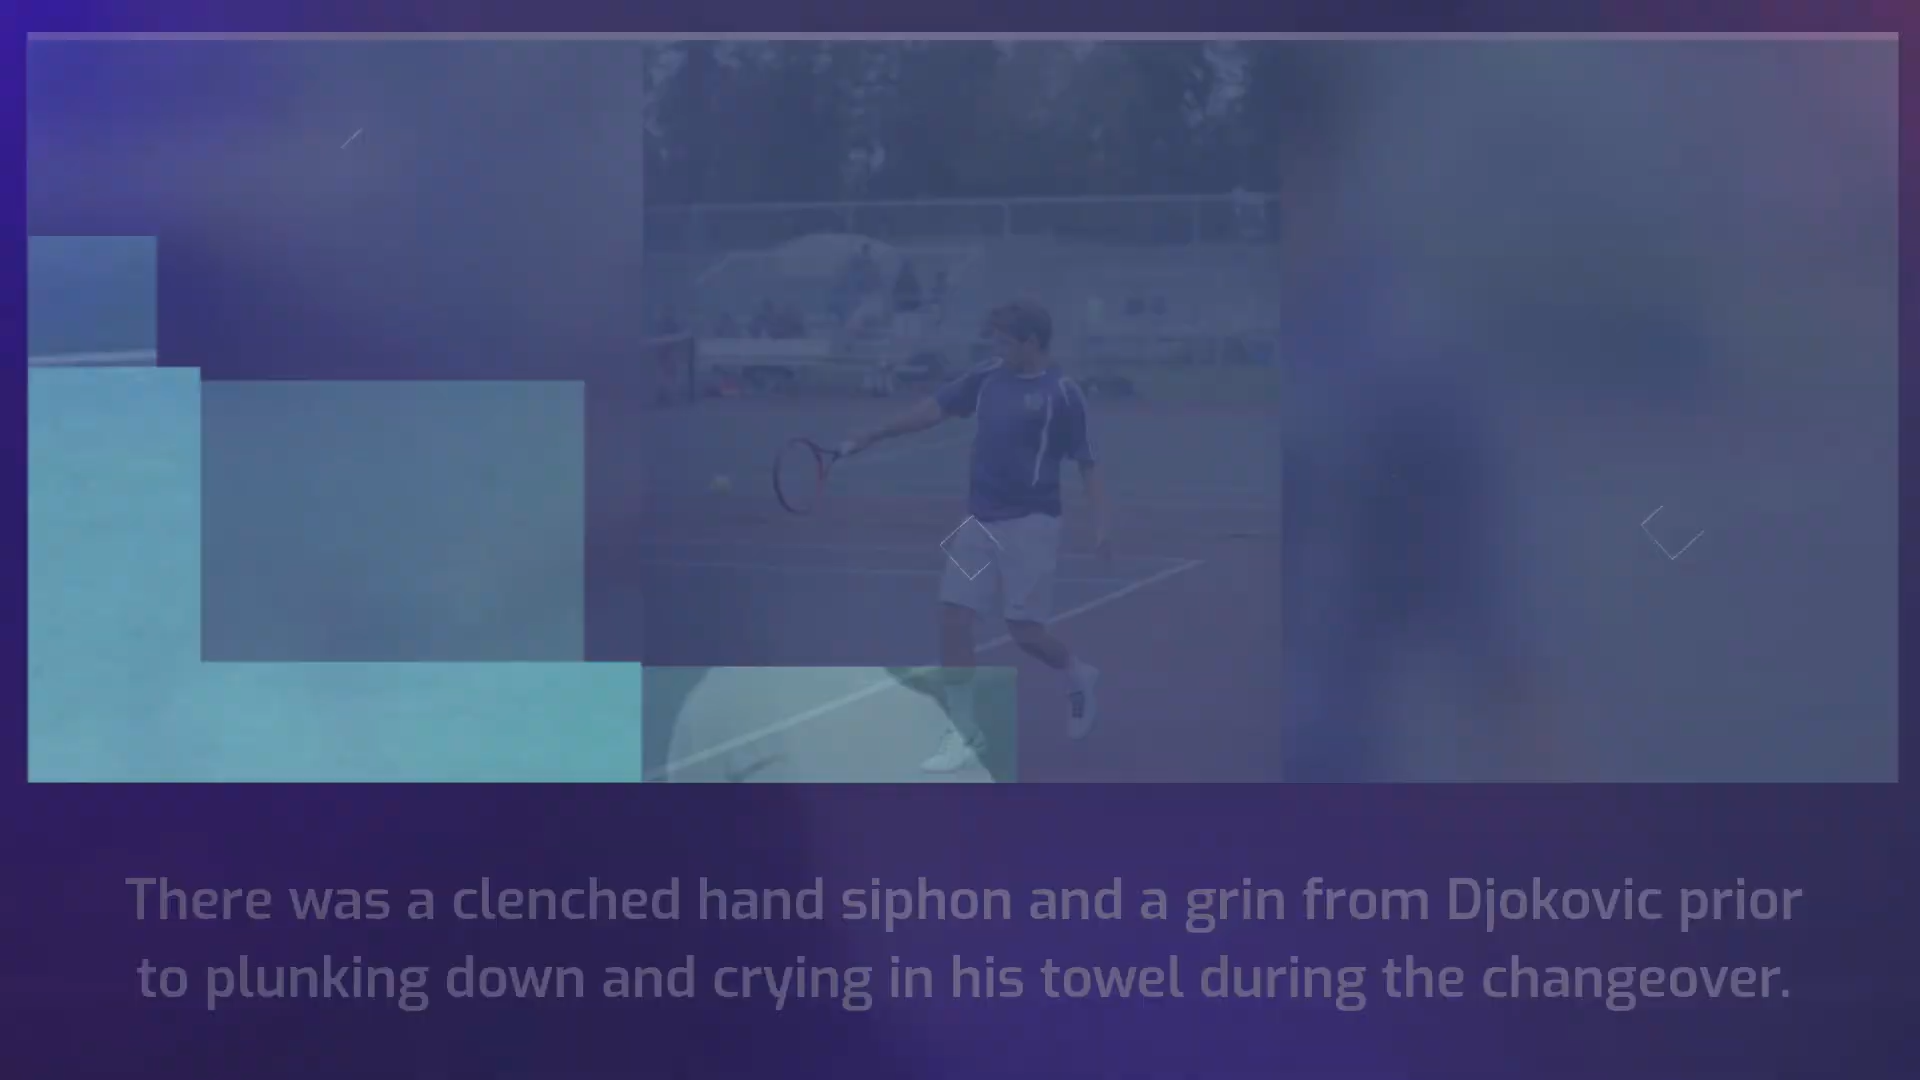 There was a clenched hand siphon and a grin from Djokovic prior
to plunking down and crying in his towel during the changeover.